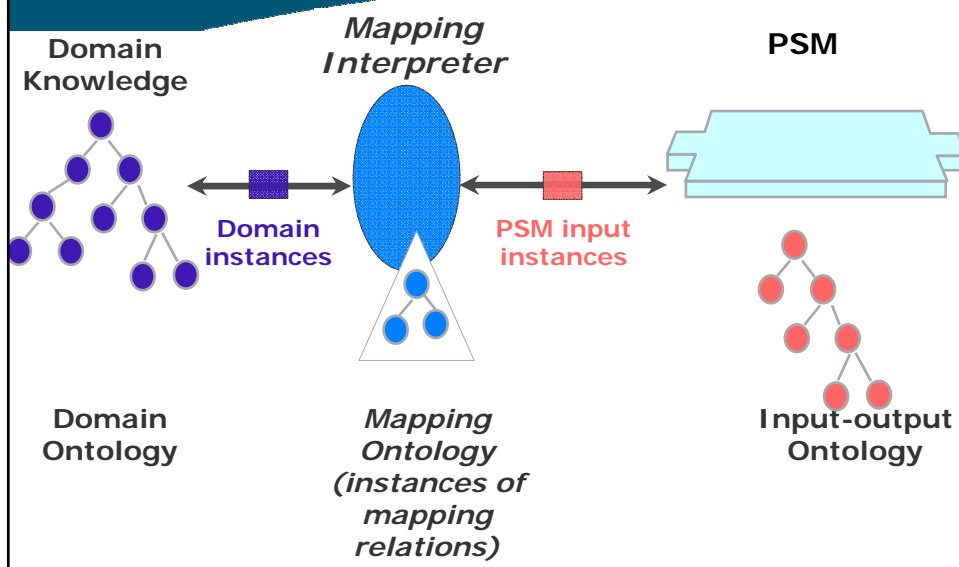 Domain
Knowledge
Mapping
Interpreter
PSM
Domain
instances
PSM input
instances
Domain
Ontology
Mapping
Ontology
(instances of
mapping
relations)
Input-output
Ontology